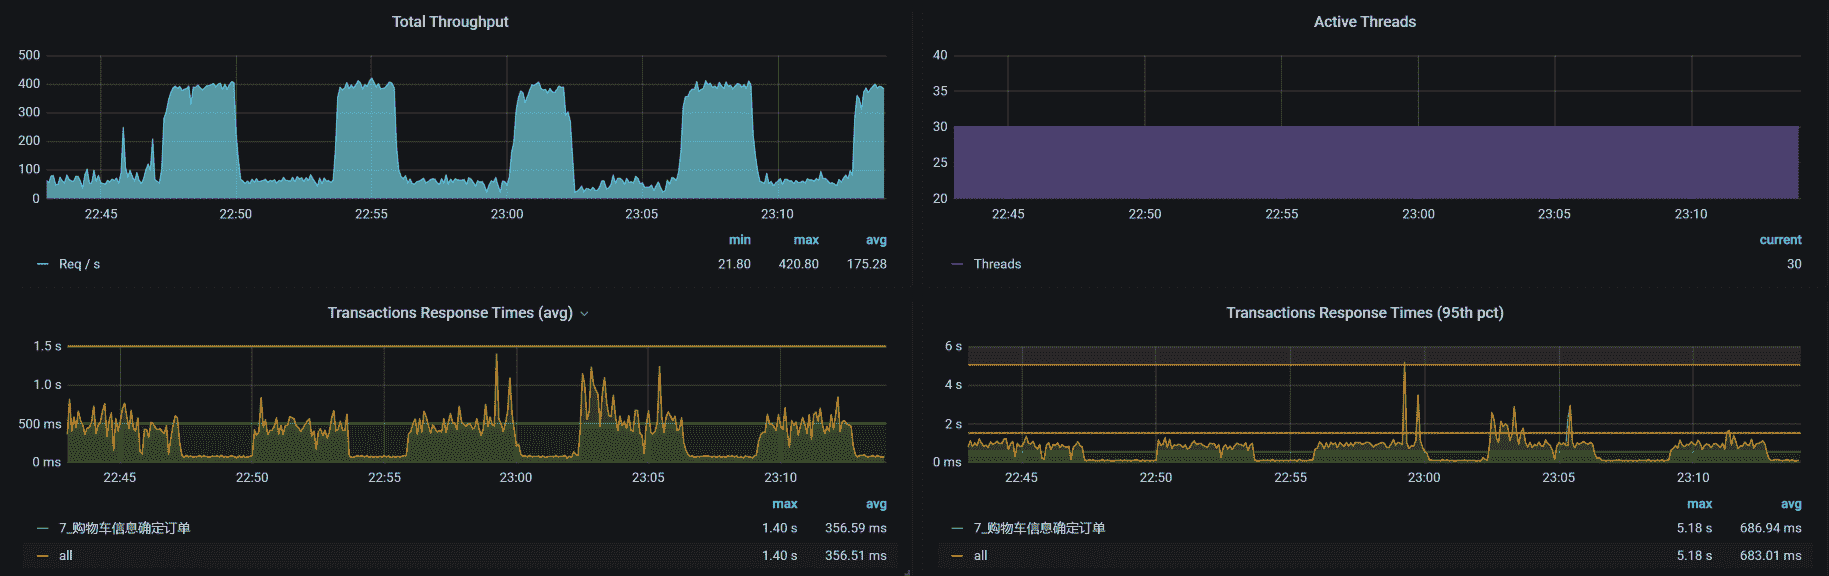 Total Throughput
500
400
300
200
100
0
22:45 22:50 22:55 23:00 23:05 23:10
min max avg
Req / s 21.80 420.80 175.28
Active Threads
40
35
30
25
20
22:45 22:50 22:55 23:00 23:05 23:10
current
Threads 30
Transactions Response Times (avg)
1.5 s
1.0 s
500 ms
0 ms
22:45 22:50 22:55 23:00 23:05 23:10
max avg
7_购物车信息确定订单 1.40 s 356.59 ms
all 1.40 s 356.51 ms
Transactions Response Times (95th pct)
6 s
4 s
2 s
0 ms
22:45 22:50 22:55 23:00 23:05 23:10
max avg
7_购物车信息确定订单 5.18 s 686.94 ms
all 5.18 s 683.01 ms